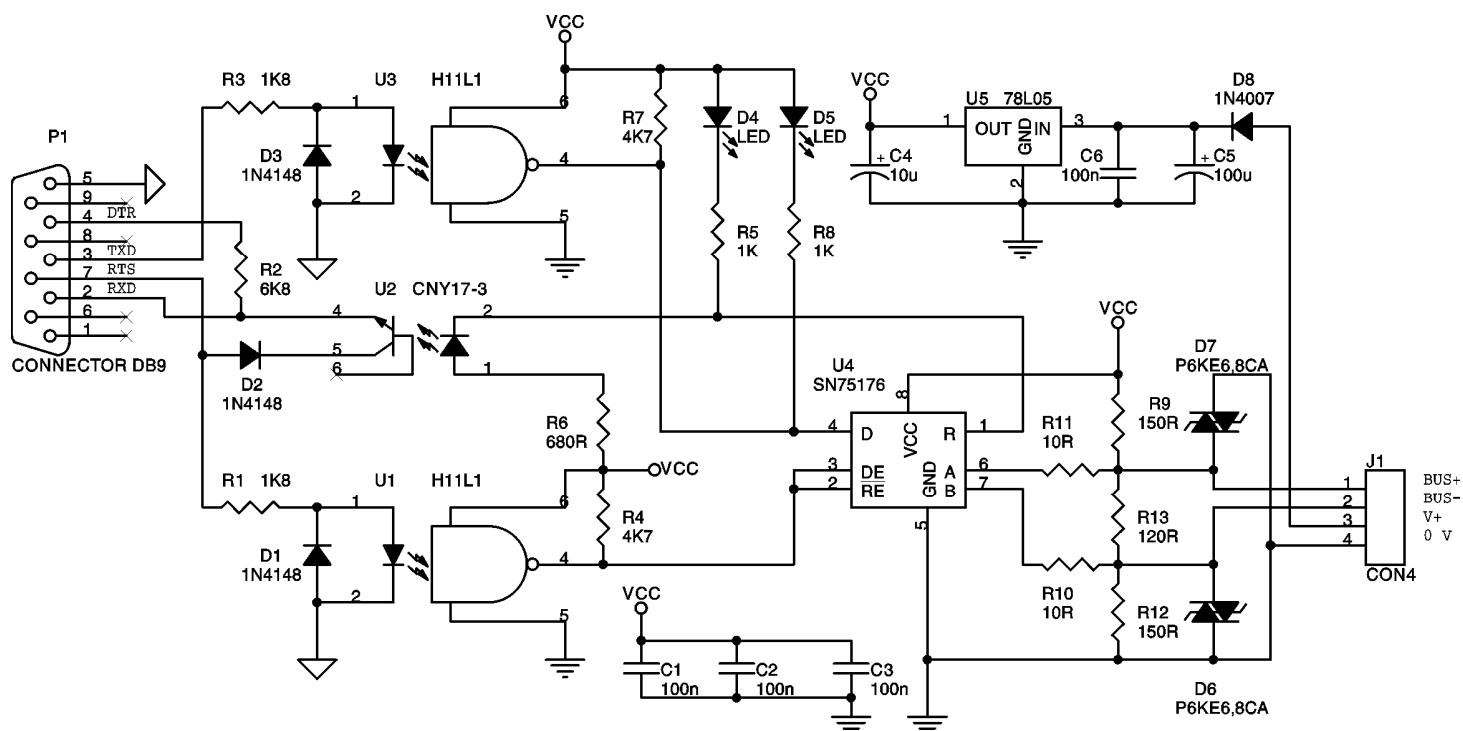 P1
5
9
4 DTR
8
3 TXD
7 RTS
2 RXD
6
1
CONNECTOR DB9
R3 1K8
U3 H11L1
1
2
D3
1N4148
6
4
5
VCC
R7
4K7
D4
LED
D5
LED
R5
1K
R8
1K
VCC
U5 78L05
1
OUT
GND
IN
3
2
D8
1N4007
C4
10u
C6
100n
C5
100u
R2
6K8
U2 CNY17-3
4
5
6
2
1
D2
1N4148
R6
680R
VCC
R4
4K7
R1 1K8
U1 H11L1
1
2
D1
1N4148
6
4
5
VCC
C1
100n
C2
100n
C3
100n
U4
SN75176
8
4
D
VCC
R
1
3
DE
GND
A
6
2
RE
B
7
5
VCC
R11
10R
R9
150R
D7
P6KE6,8CA
R13
120R
R10
10R
R12
150R
D6
P6KE6,8CA
J1
1 BUS+
2 BUS-
3 V+
4 0 V
CON4